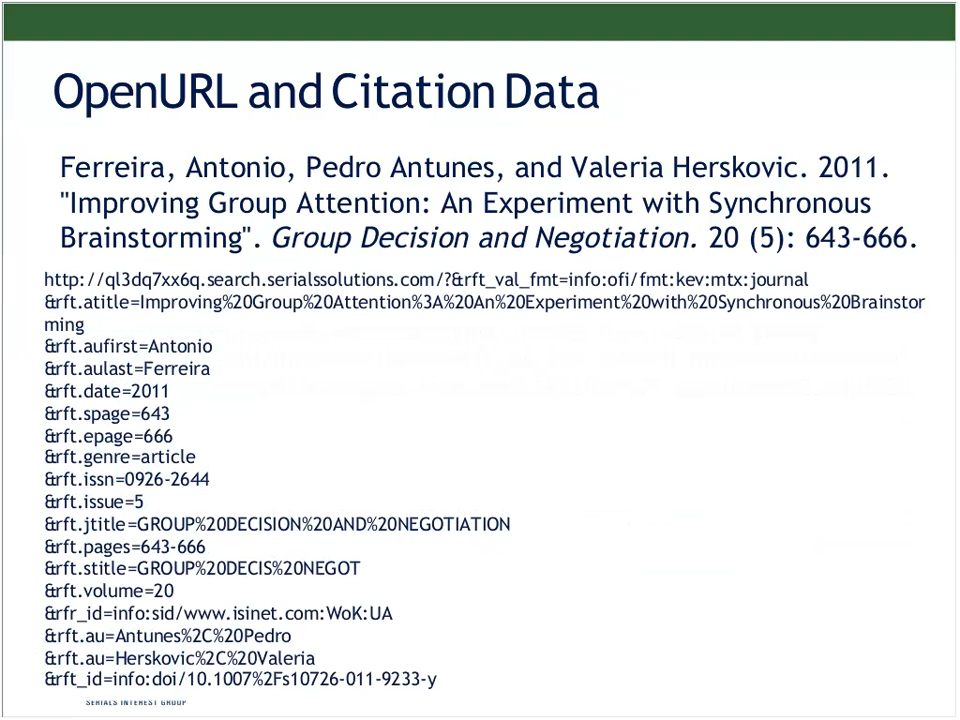 OpenURL and Citation Data
Ferreira, Antonio, Pedro Antunes, and Valeria Herskovic. 2011.
"Improving Group Attention: An Experiment with Synchronous
Brainstorming". Group Decision and Negotiation. 20 (5): 643-666.
http://ql3dq7xx6q.search.serialssolutions.com/?&rft_val_fmt=info:ofi/fmt:kev:mtx:journal
&rft.atitle=Improving%20Group%20Attention%3A%20An%20Experiment%20with%20Synchronous%20Brainstor
ming
&rft.aufirst=Antonio
&rft.aulast=Ferreira
&rft.date=2011
&rft.spage=643
&rft.epage=666
&rft.genre=article
&rft.issn=0926-2644
&rft.issue=5
&rft.jtitle=GROUP%20DECISION%20AND%20NEGOTIATION
&rft.pages=643-666
&rft.stitle=GROUP%20DECIS%20NEGOT
&rft.volume=20
&rfr_id=info:sid/www.isinet.com:WoK:UA
&rft.au=Antunes%2C%20Pedro
&rft.au=Herskovic%2C%20Valeria
&rft_id=info:doi/10.1007%2Fs10726-011-9233-y
SERIALS INTEREST GROUP